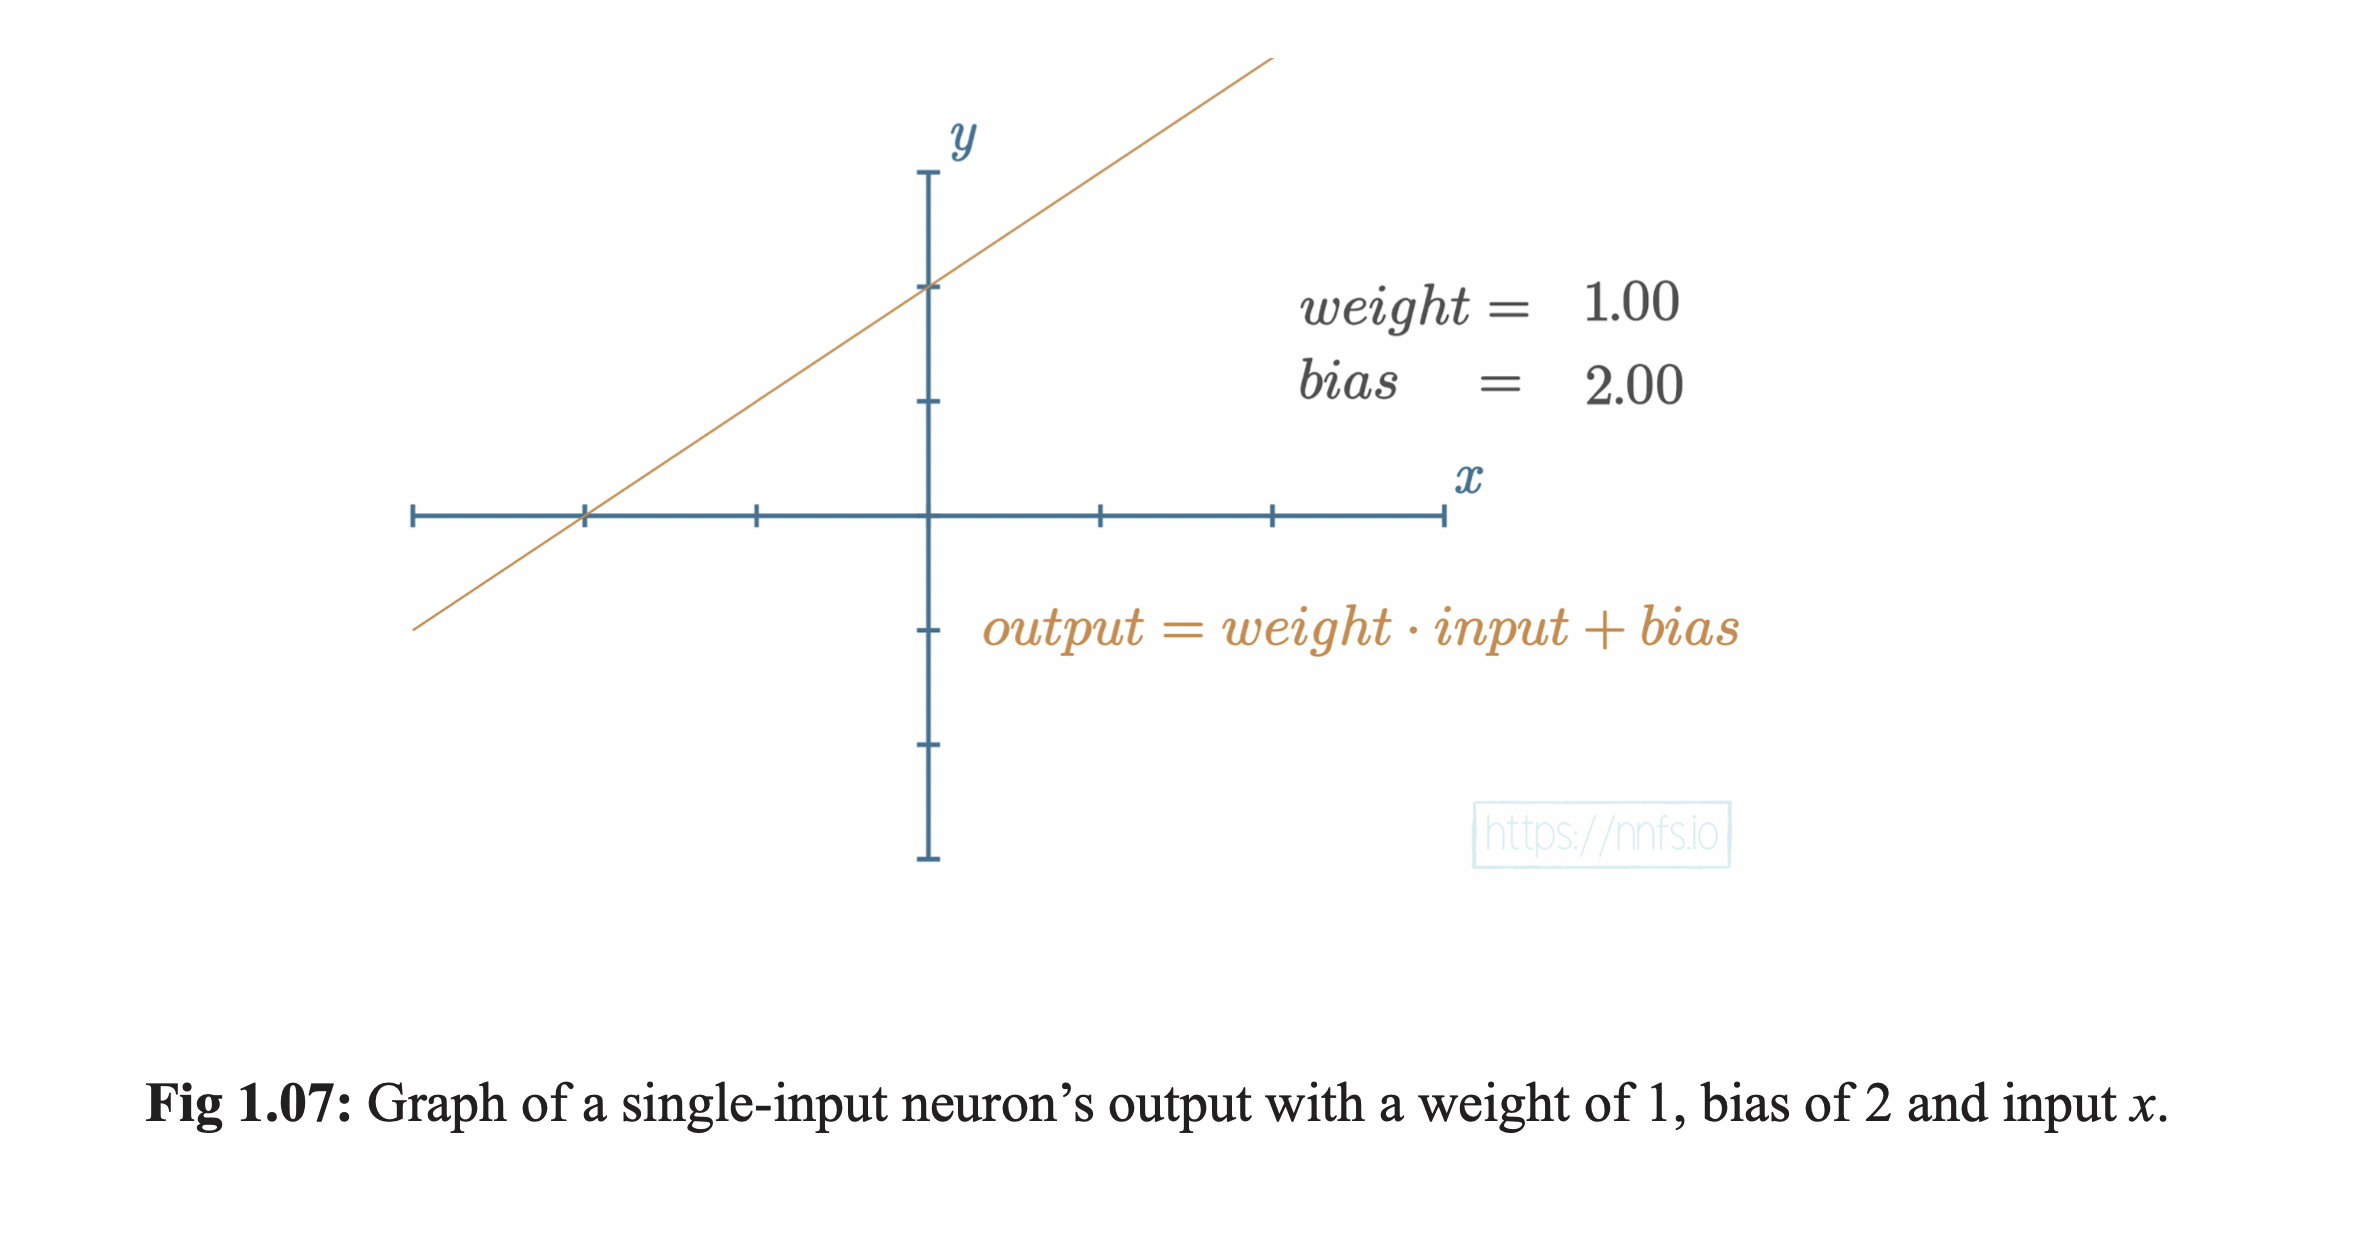 y
weight = 1.00
bias = 2.00
x
output = weight · input + bias
https://nnfs.io
Fig 1.07: Graph of a single-input neuron’s output with a weight of 1, bias of 2 and input x.